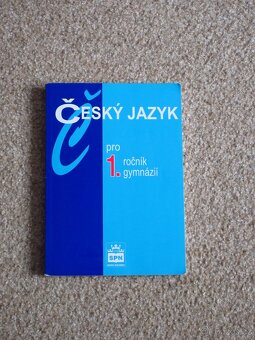 ČESKÝ JAZYK
Č
pro
1. ročník
gymnázií
SPN